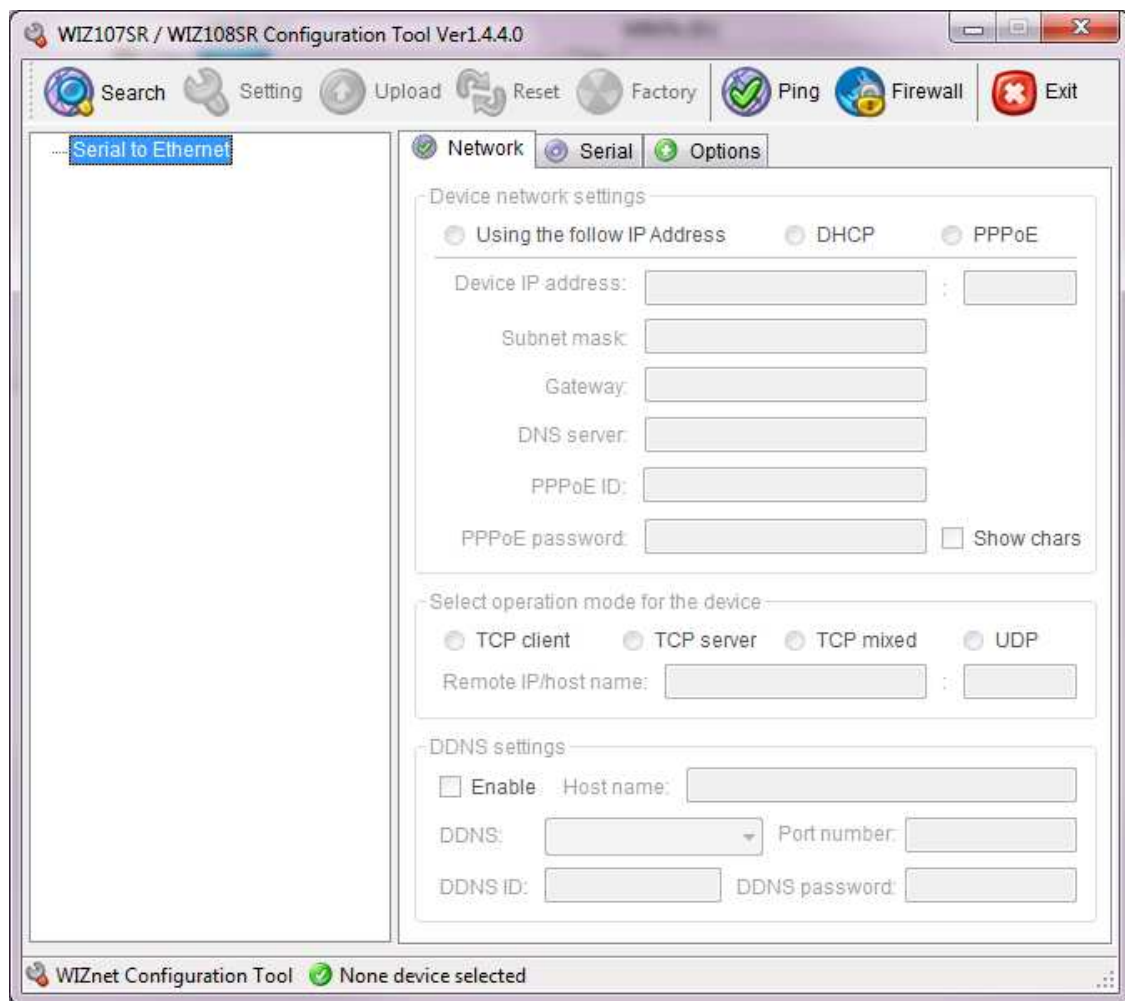 WIZ107SR / WIZ108SR Configuration Tool Ver1.4.4.0
Search Setting Upload Reset Factory Ping Firewall Exit
Serial to Ethernet
Network Serial Options
Device network settings
Using the follow IP Address DHCP PPPoE
Device IP address: :
Subnet mask:
Gateway:
DNS server:
PPPoE ID:
PPPoE password: Show chars
Select operation mode for the device
TCP client TCP server TCP mixed UDP
Remote IP/host name: :
DDNS settings
Enable Host name:
DDNS: Port number:
DDNS ID: DDNS password:
WIZnet Configuration Tool None device selected